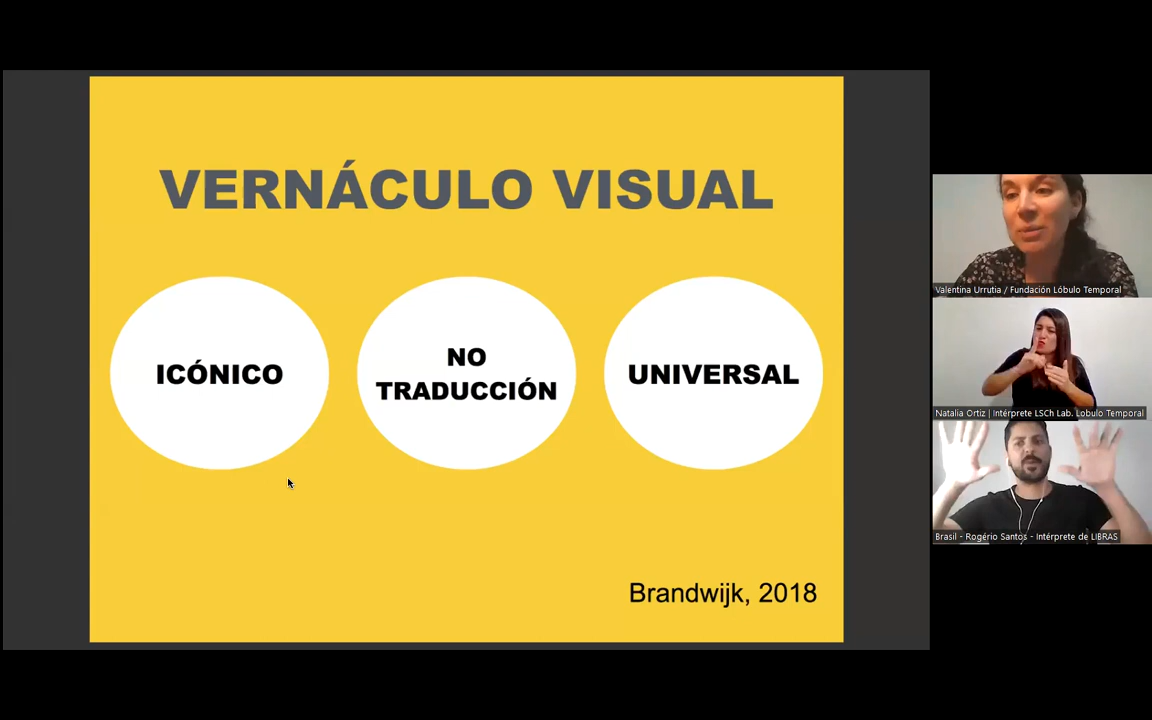 VERNÁCULO VISUAL
ICÓNICO
NO
TRADUCCIÓN
UNIVERSAL
Brandwijk, 2018
Valentina Urrutia / Fundación Lóbulo Temporal
Natalia Ortiz | Intérprete LSCh Lab. Lobulo Temporal
Brasil - Rogério Santos - Intérprete de LIBRAS